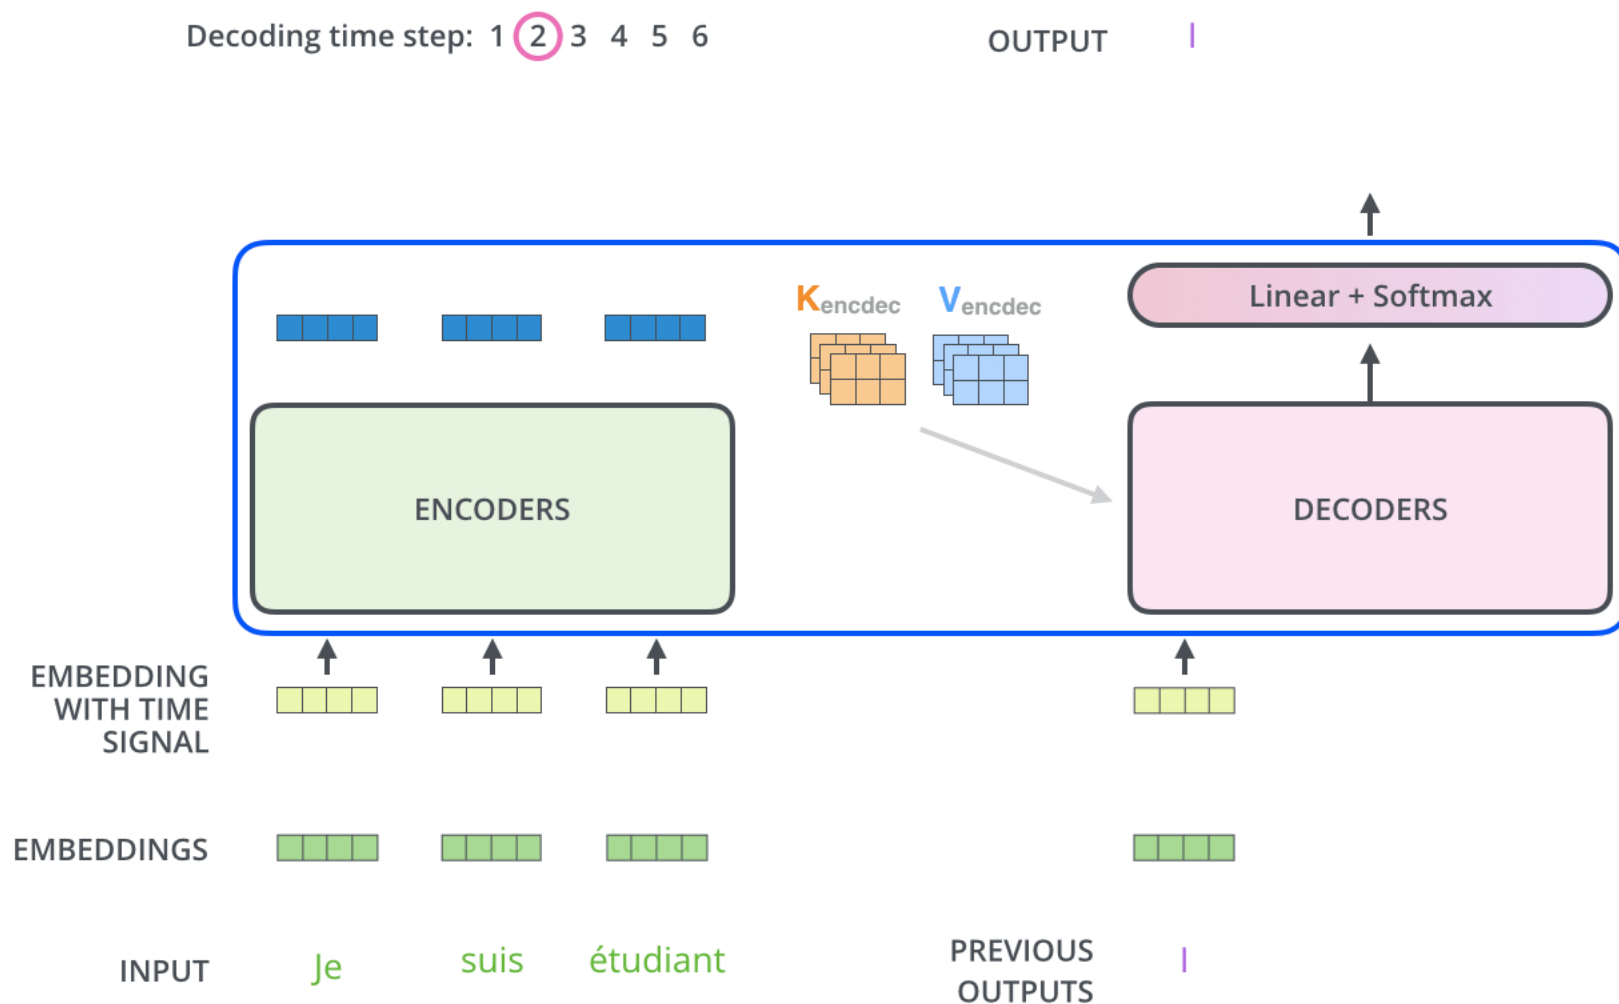 Decoding time step: 1 2 3 4 5 6
OUTPUT I
Kencdec Vencdec
Linear + Softmax
ENCODERS
DECODERS
EMBEDDING
WITH TIME
SIGNAL
EMBEDDINGS
INPUT Je suis étudiant
PREVIOUS
OUTPUTS I